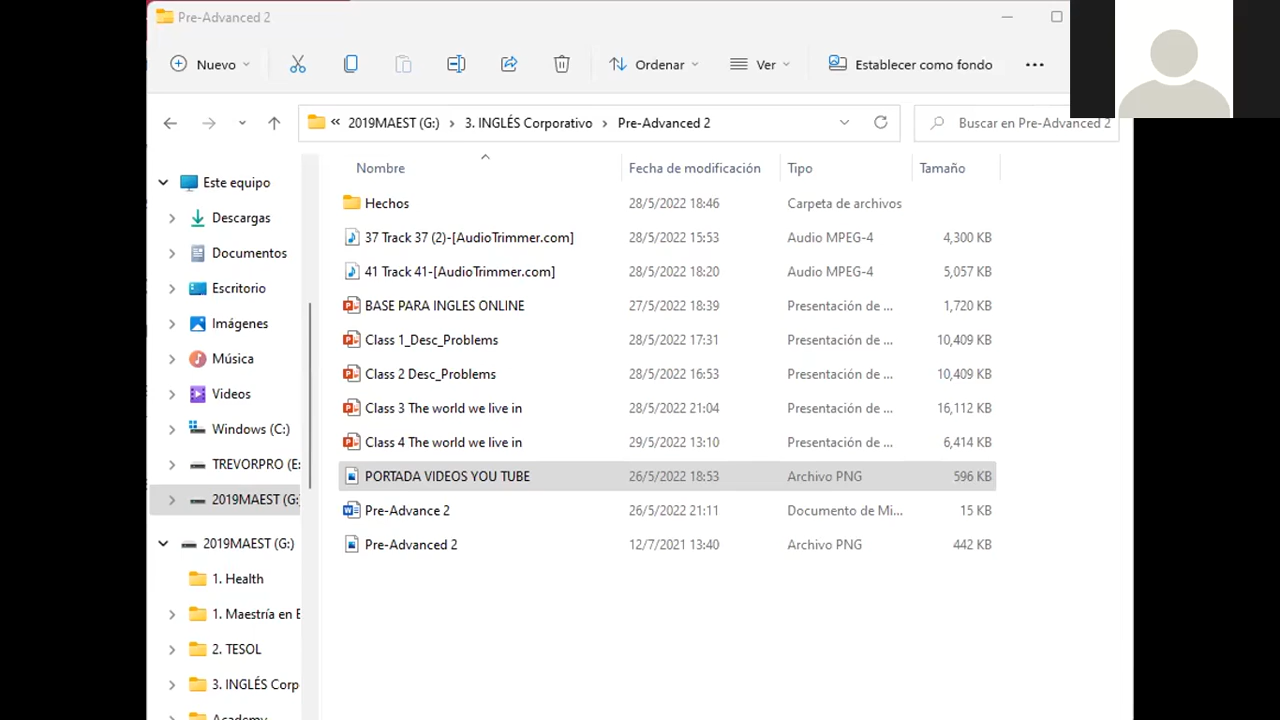 Pre-Advanced 2
Nuevo Ordenar Ver Establecer como fondo
« 2019MAEST (G:) › 3. INGLÉS Corporativo › Pre-Advanced 2 Buscar en Pre-Advanced 2
Nombre Fecha de modificación Tipo Tamaño
Este equipo
Descargas
Documentos
Escritorio
Imágenes
Música
Videos
Windows (C:)
TREVORPRO (E:
2019MAEST (G:)
2019MAEST (G:)
1. Health
1. Maestría en E
2. TESOL
3. INGLÉS Corp
Academy
Hechos 28/5/2022 18:46 Carpeta de archivos
37 Track 37 (2)-[AudioTrimmer.com] 28/5/2022 15:53 Audio MPEG-4 4,300 KB
41 Track 41-[AudioTrimmer.com] 28/5/2022 18:20 Audio MPEG-4 5,057 KB
BASE PARA INGLES ONLINE 27/5/2022 18:39 Presentación de ... 1,720 KB
Class 1_Desc_Problems 28/5/2022 17:31 Presentación de ... 10,409 KB
Class 2 Desc_Problems 28/5/2022 16:53 Presentación de ... 10,409 KB
Class 3 The world we live in 28/5/2022 21:04 Presentación de ... 16,112 KB
Class 4 The world we live in 29/5/2022 13:10 Presentación de ... 6,414 KB
PORTADA VIDEOS YOU TUBE 26/5/2022 18:53 Archivo PNG 596 KB
Pre-Advance 2 26/5/2022 21:11 Documento de Mi... 15 KB
Pre-Advanced 2 12/7/2021 13:40 Archivo PNG 442 KB